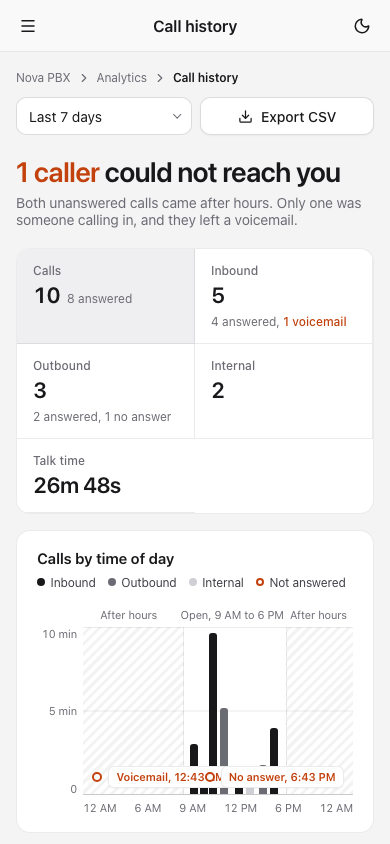 Call history
Nova PBX > Analytics > Call history
Last 7 days
Export CSV
1 caller could not reach you
Both unanswered calls came after hours. Only one was
someone calling in, and they left a voicemail.
Calls
10 8 answered
Inbound
5
4 answered, 1 voicemail
Outbound
3
2 answered, 1 no answer
Internal
2
Talk time
26m 48s
Calls by time of day
Inbound Outbound Internal Not answered
After hours Open, 9 AM to 6 PM After hours
10 min
5 min
0
Voicemail, 12:43 No answer, 6:43 PM
12 AM 6 AM 9 AM 12 PM 6 PM 12 AM